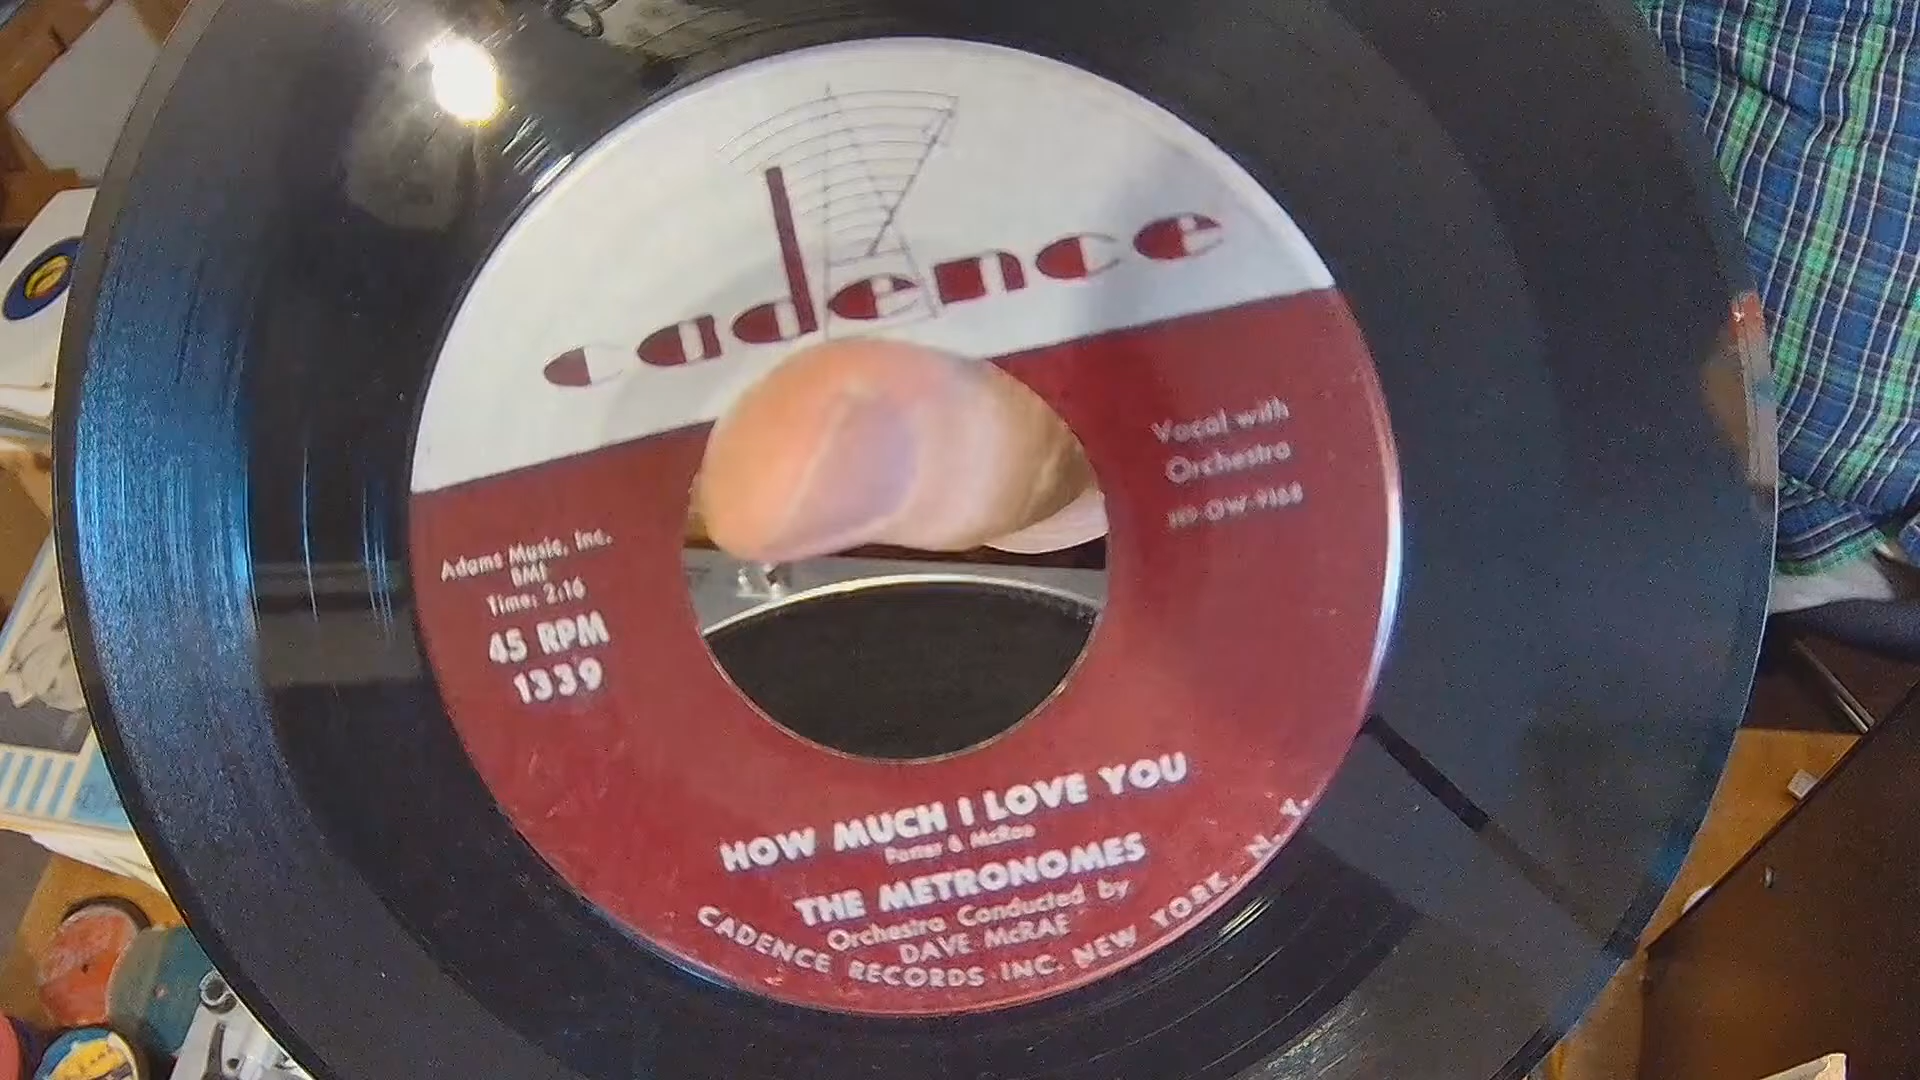 cadence
Vocal with
Orchestra
Adams Music, Inc.
BMI
Time: 2:16
45 RPM
1339
HOW MUCH I LOVE YOU
& McRae
THE METRONOMES
Orchestra Conducted by
DAVE McRAE
CADENCE RECORDS INC. NEW YORK, N. Y.